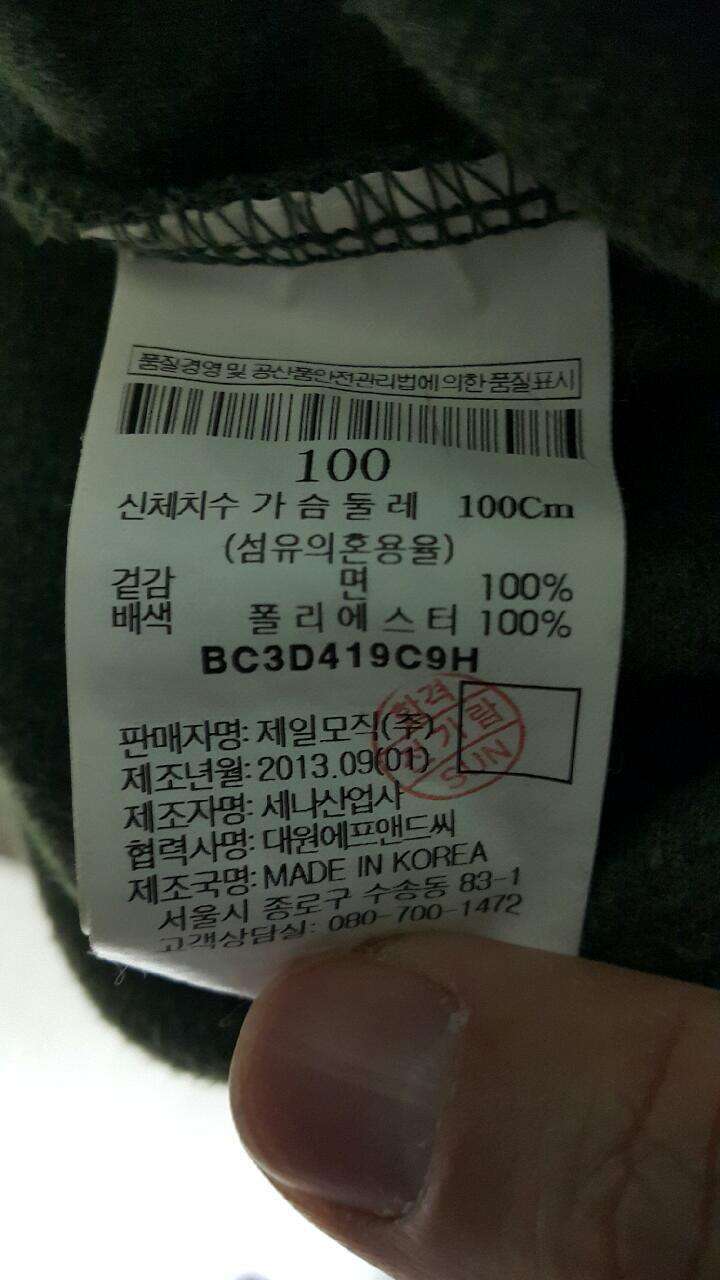 품질경영 및 공산품안전관리법에 의한 품질표시
100
신체치수 가 슴 둘 레 100Cm
(섬유의혼용율)
겉감 면 100%
배색 폴 리 에 스 터 100%
BC3D419C9H
판매자명: 제일모직(주)
제조년월: 2013.09(01)
제조자명: 세나산업사
협력사명: 대원에프앤드씨
제조국명: MADE IN KOREA
서울시 종로구 수송동 83-1
고객상담실: 080-700-1472
합격
SUN